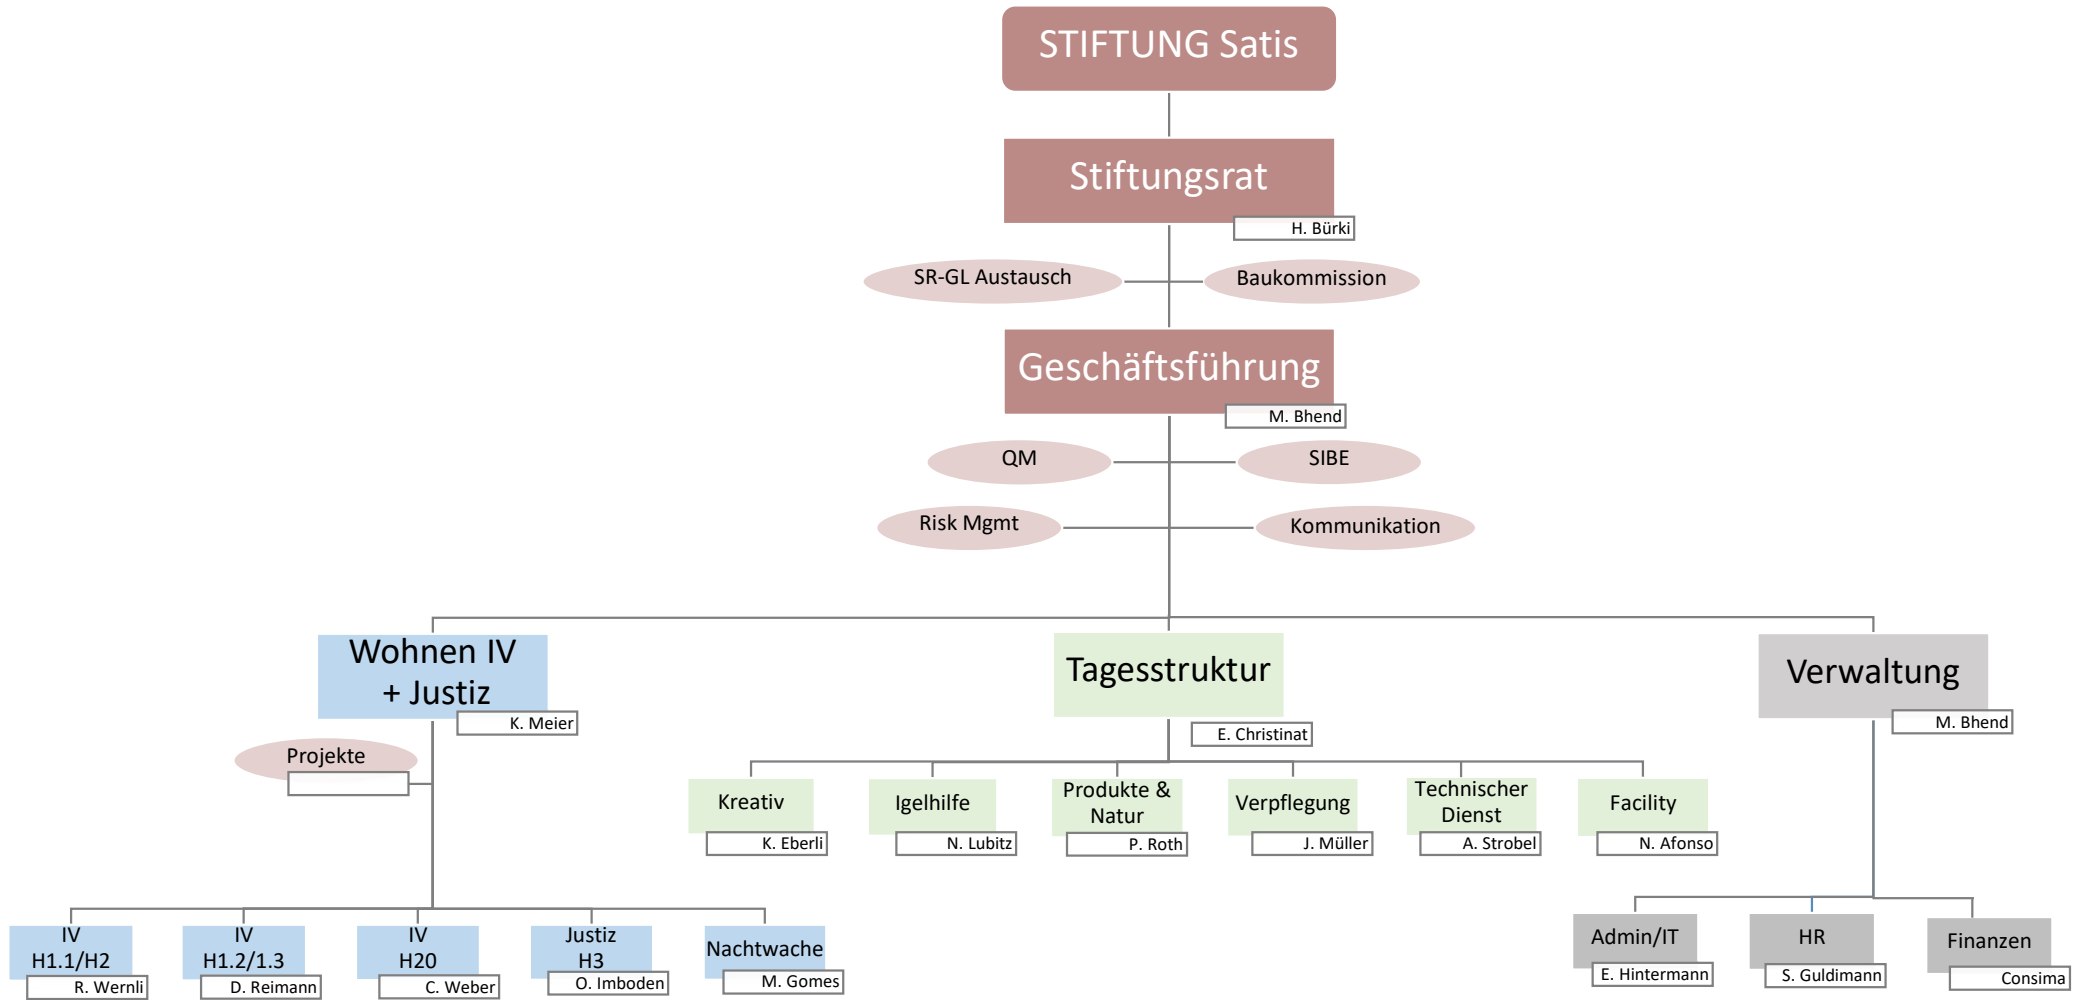 STIFTUNG Satis
Stiftungsrat
H. Bürki
SR-GL Austausch
Baukommission
Geschäftsführung
M. Bhend
QM
SIBE
Risk Mgmt
Kommunikation
Wohnen IV
+ Justiz
K. Meier
Projekte
Tagesstruktur
E. Christinat
Verwaltung
M. Bhend
Kreativ
K. Eberli
Igelhilfe
N. Lubitz
Produkte &
Natur
P. Roth
Verpflegung
J. Müller
Technischer
Dienst
A. Strobel
Facility
N. Afonso
IV
H1.1/H2
R. Wernli
IV
H1.2/1.3
D. Reimann
IV
H20
C. Weber
Justiz
H3
O. Imboden
Nachtwache
M. Gomes
Admin/IT
E. Hintermann
HR
S. Guldimann
Finanzen
Consima